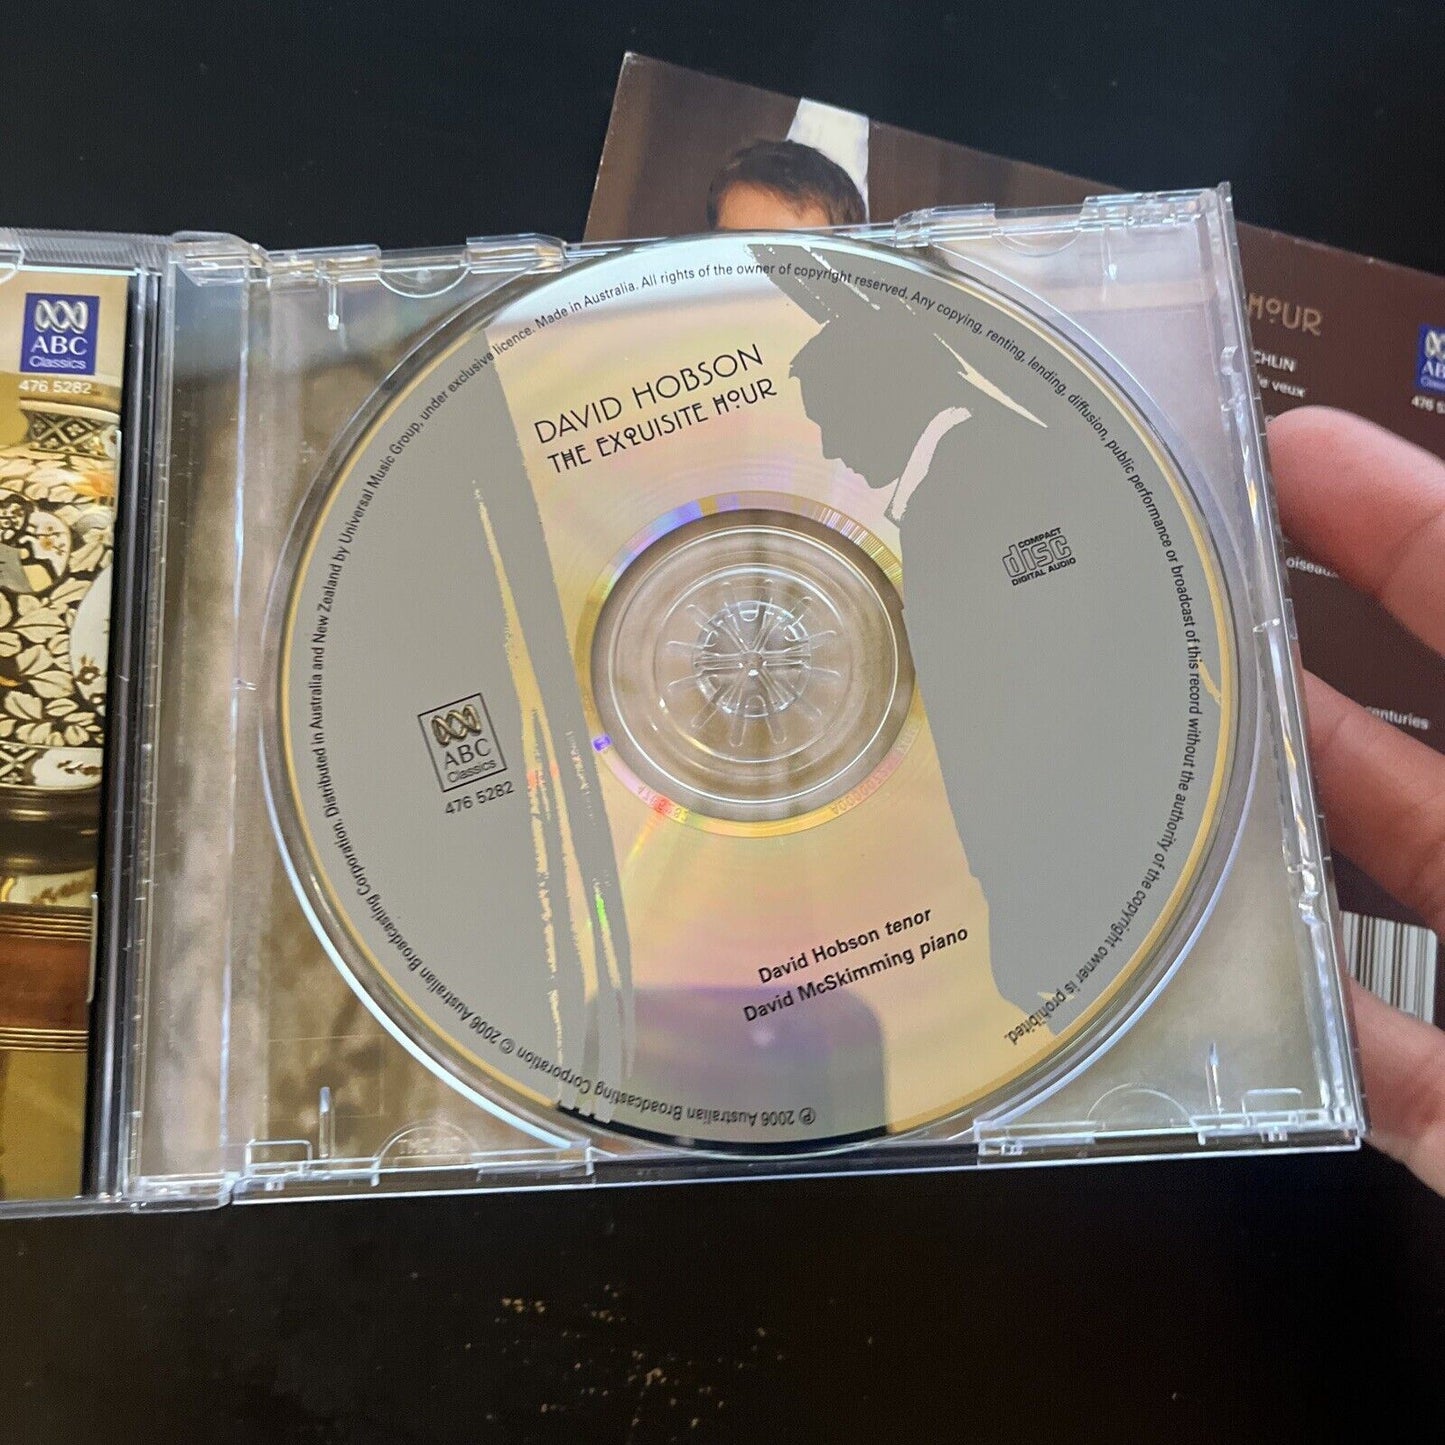 ABC
Classics
476 5282
DAVID HOBSON
THE EXQUISITE HOUR
COMPACT
disc
DIGITAL AUDIO
ABC
Classics
476 5282
David Hobson tenor
David McSkimming piano
℗ 2006 Australian Broadcasting Corporation © 2006 Australian Broadcasting Corporation. Distributed in Australia and New Zealand by Universal Music Group, under exclusive licence. Made in Australia. All rights of the owner of copyright reserved. Any copying, renting, lending, diffusion, public performance or broadcast of this record without the authority of the copyright owner is prohibited.
HOUR
CHLIN
veux
oiseaux
centuries